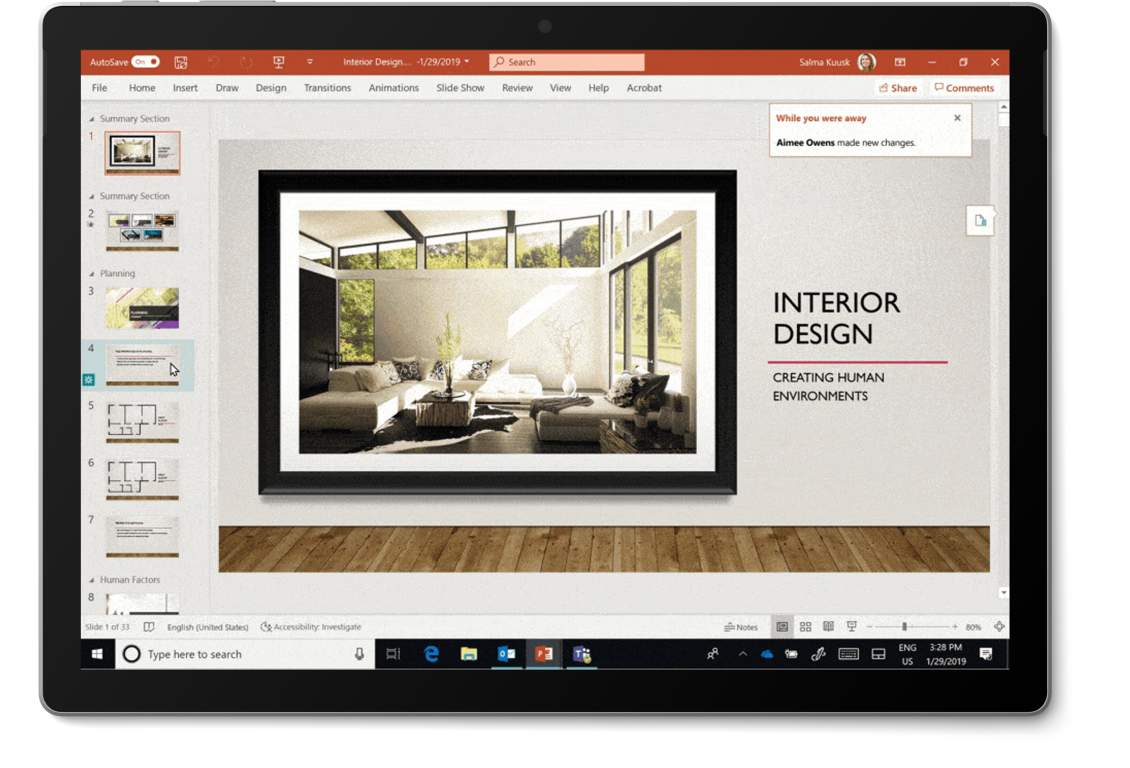 AutoSave On
Interior Design... -1/29/2019
Search
Salma Kuusk
File Home Insert Draw Design Transitions Animations Slide Show Review View Help Acrobat
Share Comments
Summary Section
1
Summary Section
2
Planning
3
4
5
6
7
Human Factors
8
While you were away
Aimee Owens made new changes.
INTERIOR
DESIGN
CREATING HUMAN
ENVIRONMENTS
Slide 1 of 33 English (United States) Accessibility: Investigate
Notes
80%
Type here to search
ENG
US
3:28 PM
1/29/2019